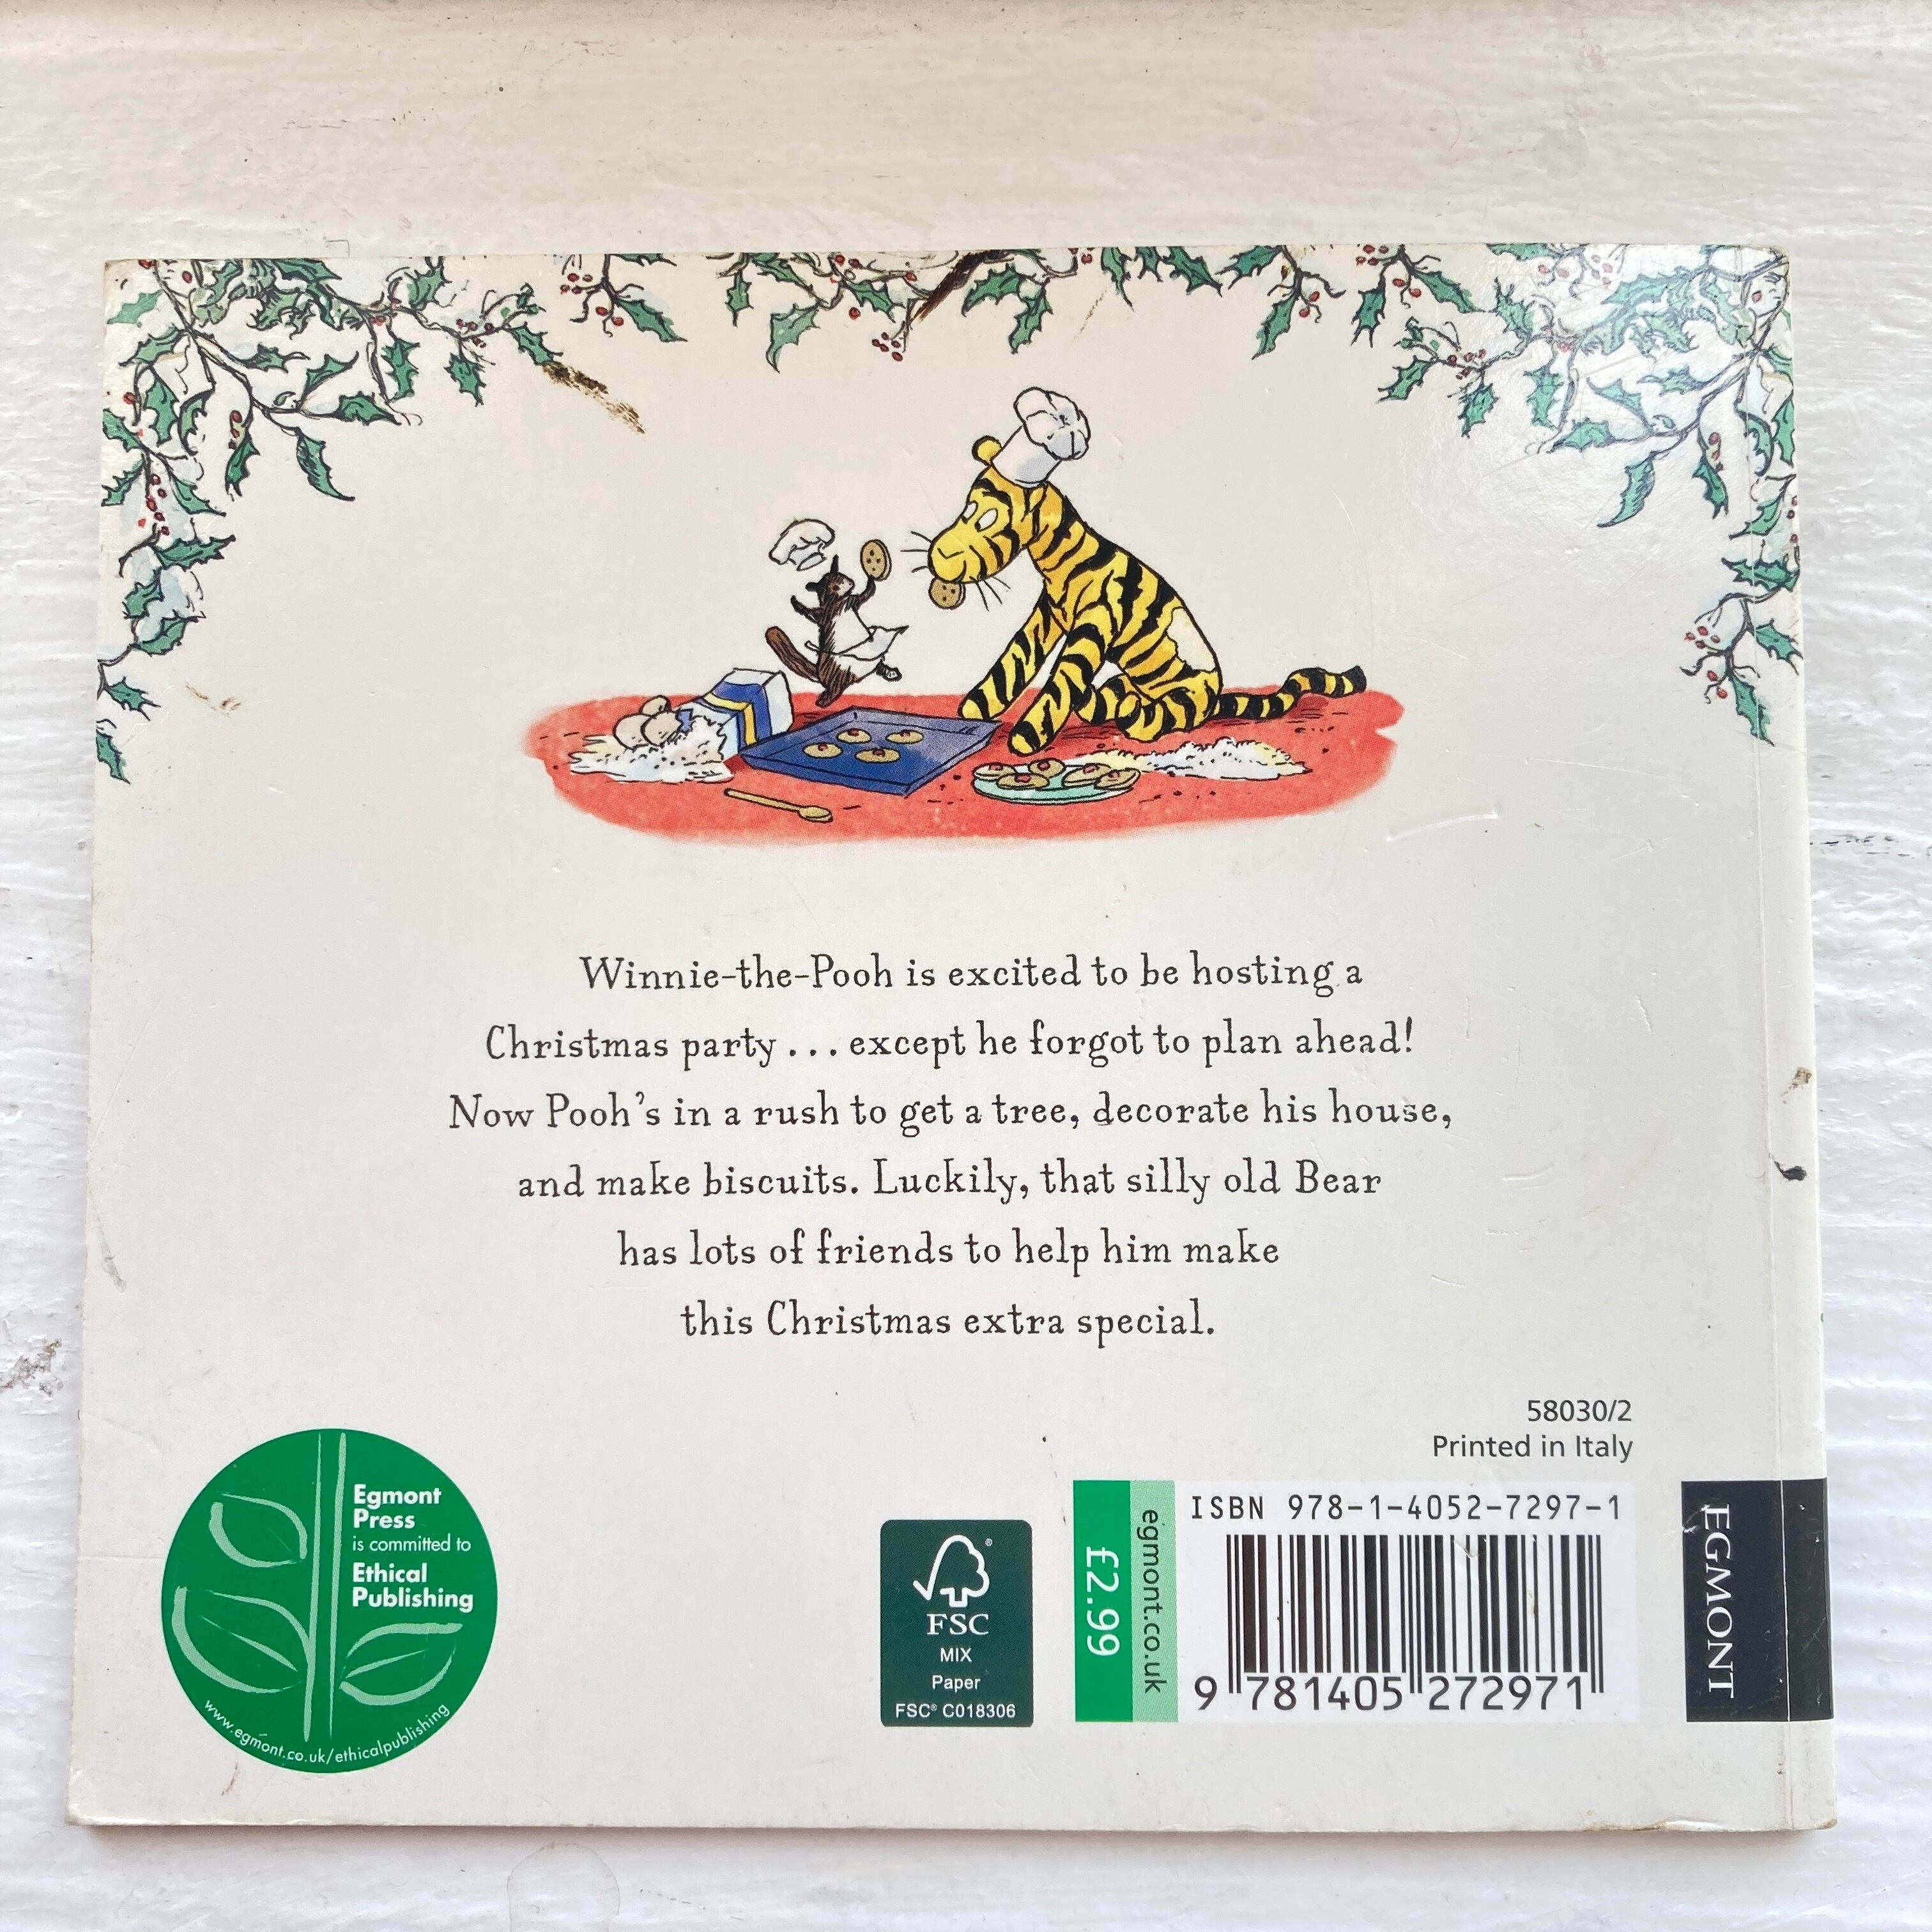 Winnie-the-Pooh is excited to be hosting a
Christmas party . . . except he forgot to plan ahead!
Now Pooh's in a rush to get a tree, decorate his house,
and make biscuits. Luckily, that silly old Bear
has lots of friends to help him make
this Christmas extra special.
58030/2
Printed in Italy
Egmont
Press
is committed to
Ethical
Publishing
www.egmont.co.uk/ethicalpublishing
®
FSC
MIX
Paper
FSC® C018306
£2.99
egmont.co.uk
ISBN 978-1-4052-7297-1
9 781405 272971
EGMONT